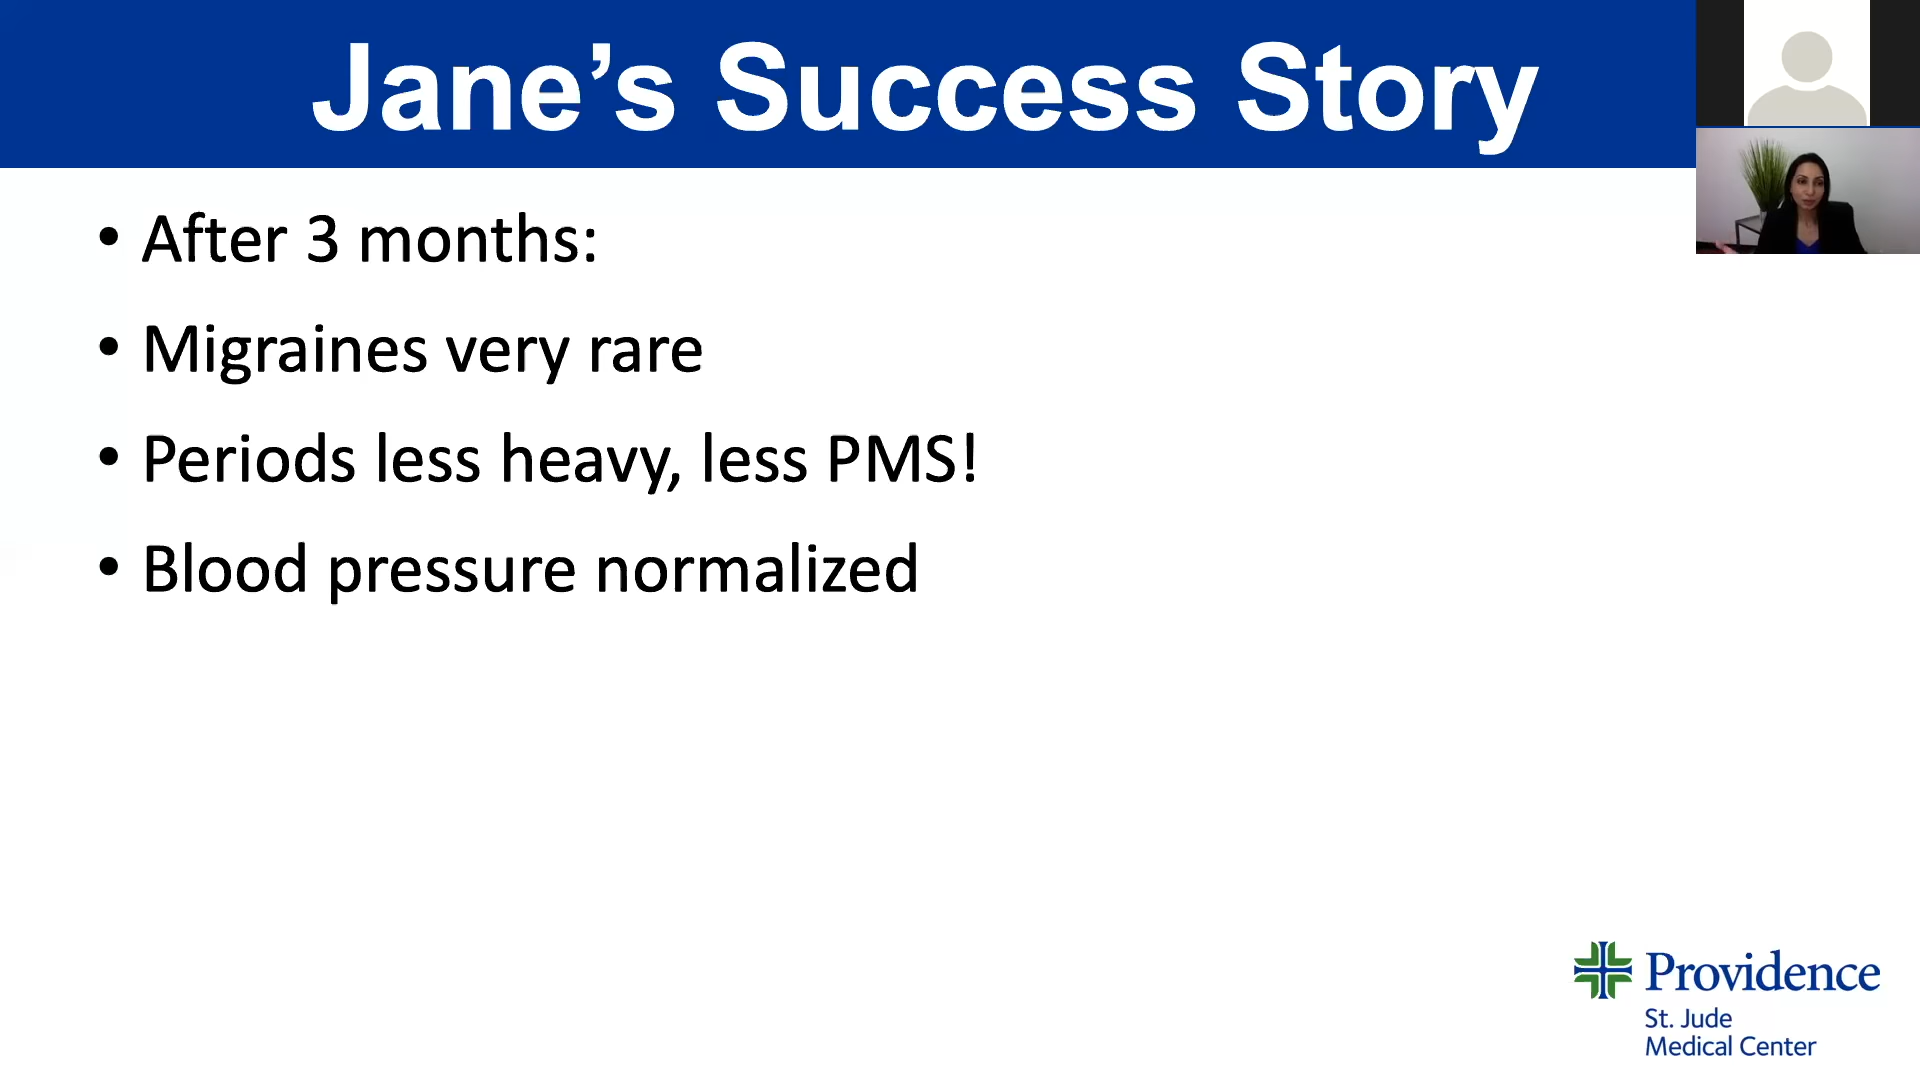 Jane’s Success Story
• After 3 months:
• Migraines very rare
• Periods less heavy, less PMS!
• Blood pressure normalized
Providence
St. Jude
Medical Center